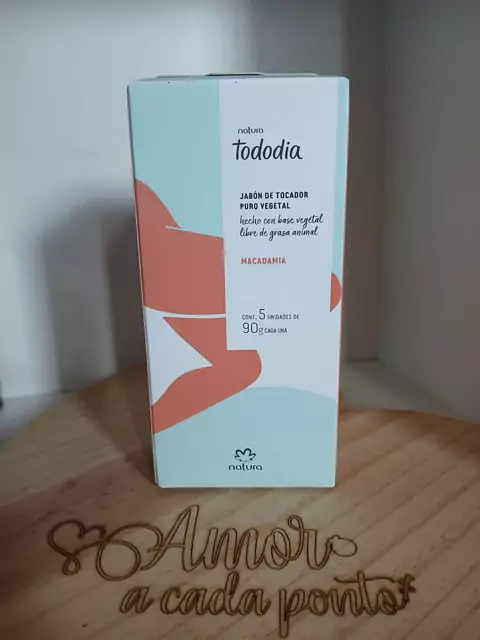 natura
tododia
JABÓN DE TOCADOR
PURO VEGETAL
hecho con base vegetal
libre de grasa animal
MACADAMIA
CONT. 5 UNIDADES DE
90g CADA UNA
natura
Amor
a cada ponto